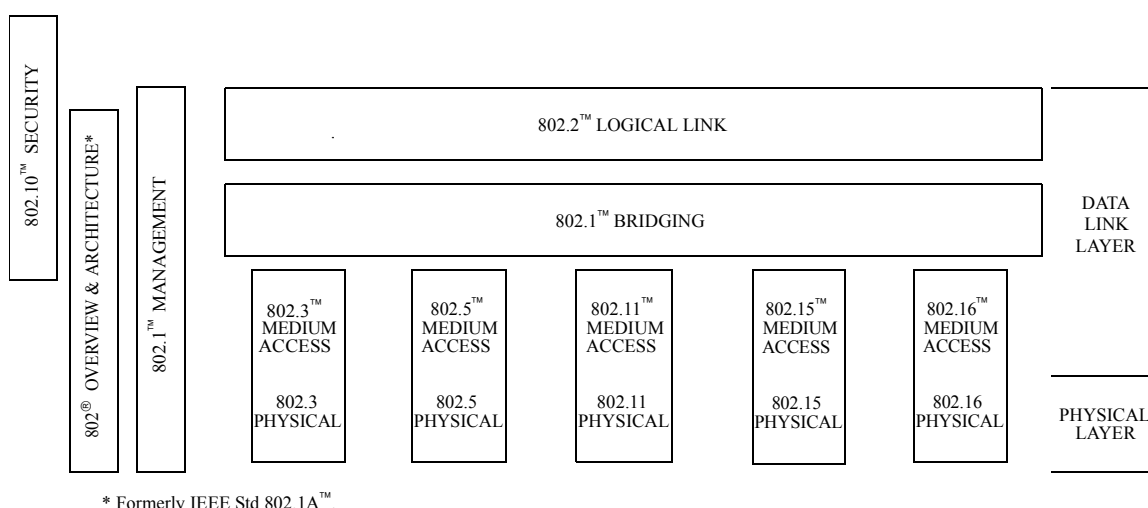 802.10™ SECURITY
802® OVERVIEW & ARCHITECTURE*
802.1™ MANAGEMENT
802.2™ LOGICAL LINK
802.1™ BRIDGING
DATA
LINK
LAYER
802.3™
MEDIUM
ACCESS
802.3
PHYSICAL
802.5™
MEDIUM
ACCESS
802.5
PHYSICAL
802.11™
MEDIUM
ACCESS
802.11
PHYSICAL
802.15™
MEDIUM
ACCESS
802.15
PHYSICAL
802.16™
MEDIUM
ACCESS
802.16
PHYSICAL
PHYSICAL
LAYER
* Formerly IEEE Std 802.1A™.